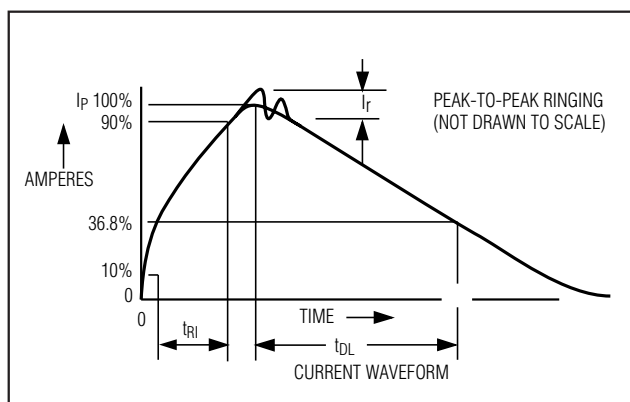 IP 100%
90%
AMPERES
36.8%
10%
0
0
Ir
PEAK-TO-PEAK RINGING
(NOT DRAWN TO SCALE)
TIME
tRI
tDL
CURRENT WAVEFORM